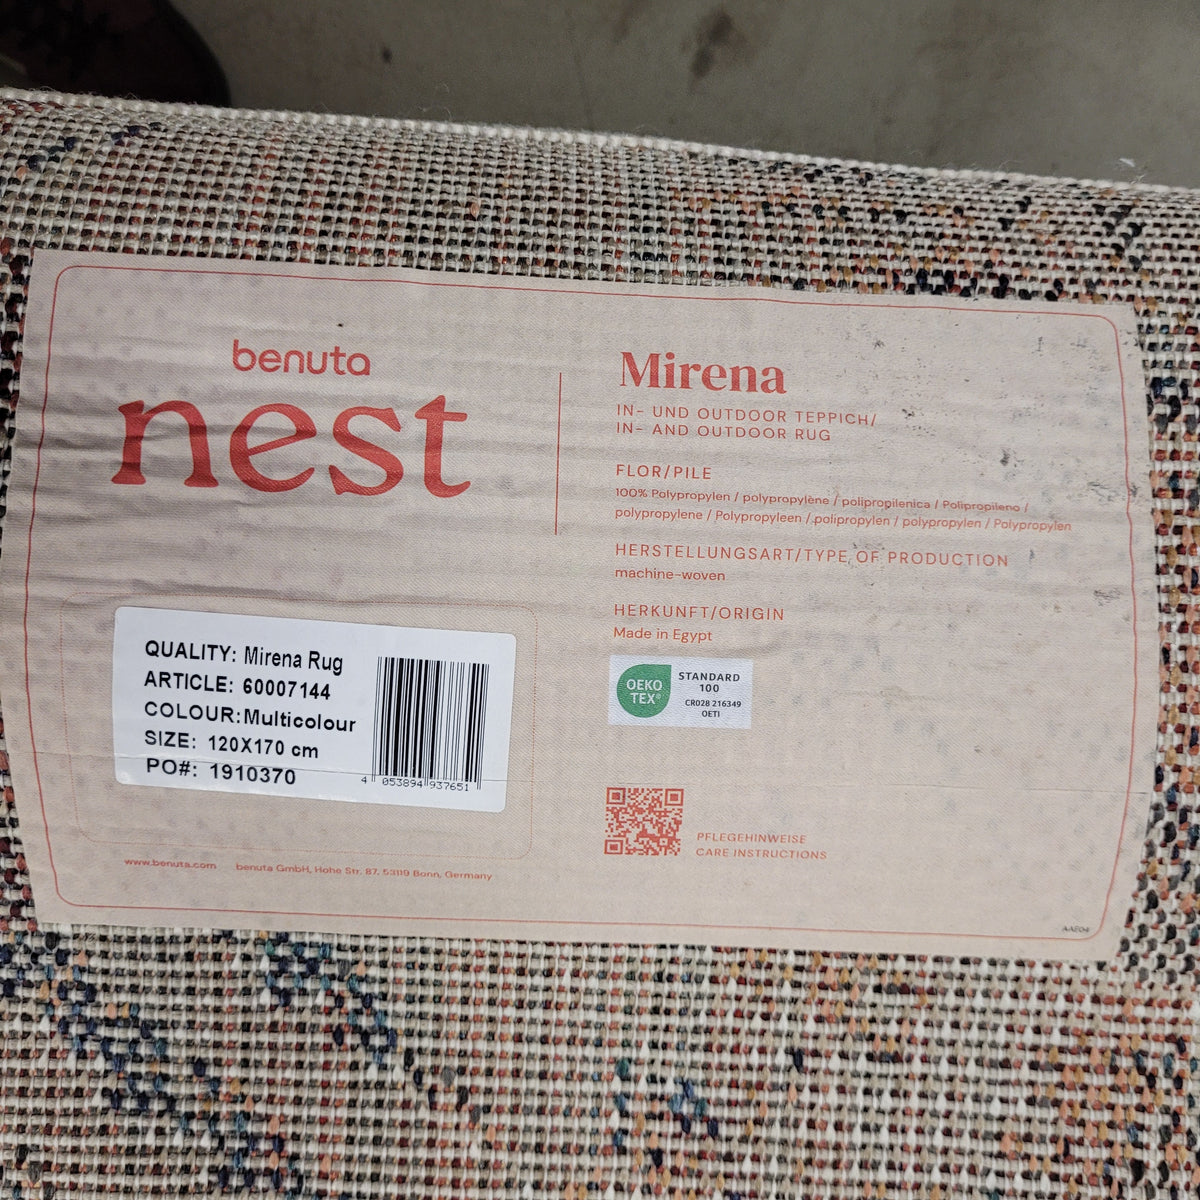 benuta
nest
Mirena
IN- UND OUTDOOR TEPPICH/
IN- AND OUTDOOR RUG
FLOR/PILE
100% Polypropylen / polypropylène / polipropilenica / Polipropileno /
polypropylene / Polypropyleen / polipropylen / polypropylen / Polypropylen
HERSTELLUNGSART/TYPE OF PRODUCTION
machine-woven
HERKUNFT/ORIGIN
Made in Egypt
OEKO
TEX®
STANDARD
100
CR028 216349
OETI
QUALITY: Mirena Rug
ARTICLE: 60007144
COLOUR:Multicolour
SIZE: 120X170 cm
PO#: 1910370
4 053894 937651
PFLEGEHINWEISE
CARE INSTRUCTIONS
www.benuta.com benuta GmbH, Hohe Str. 87, 53119 Bonn, Germany
AAE04